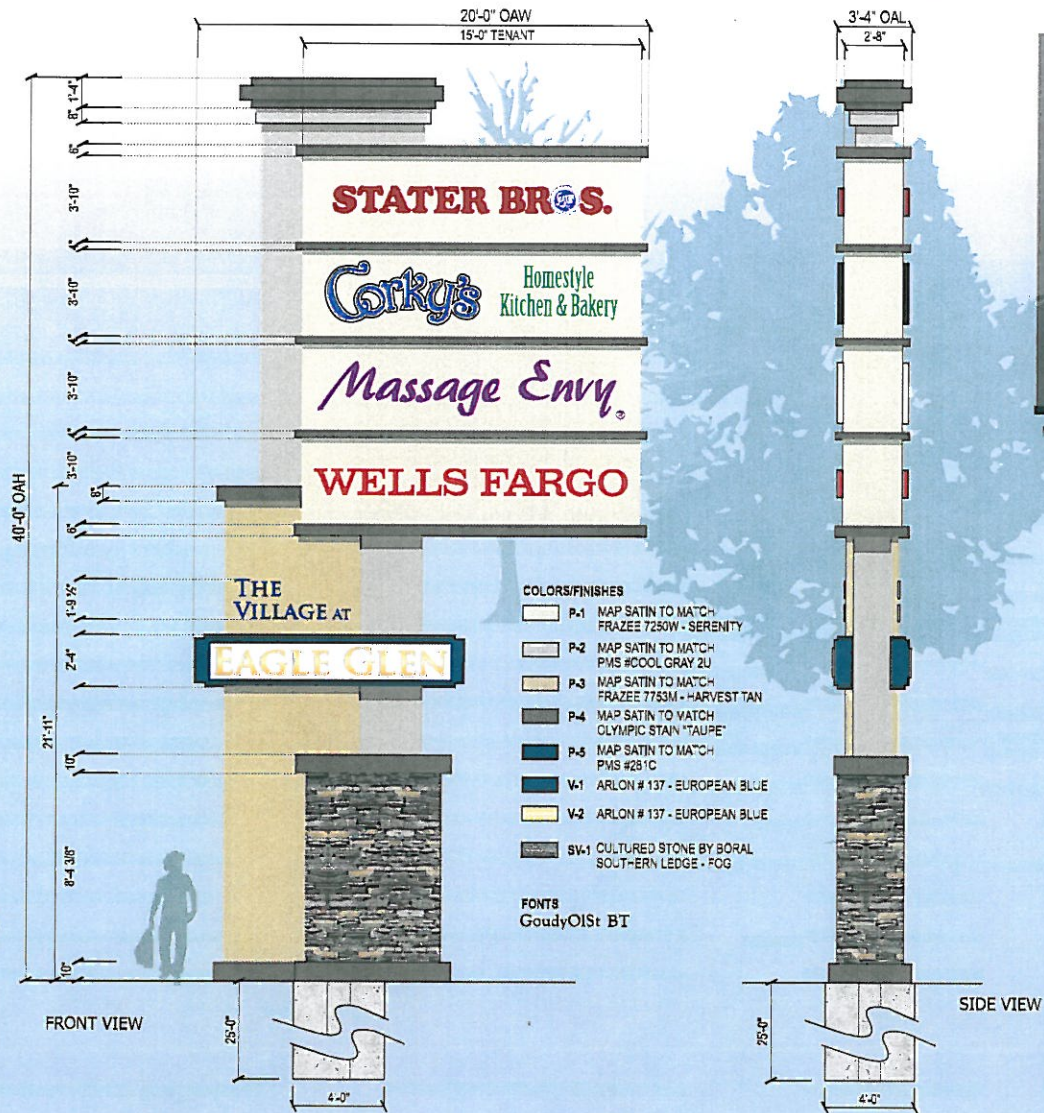 20'-0" OAW
15'-0" TENANT
3'-4" OAL
2'-8"
1'-4"
8"
6"
3'-10"
4"
3'-10"
4"
3'-10"
4"
3'-10"
8"
6"
40'-0" OAH
1'-9 ½"
2'-4"
21'-11"
10"
8'-4 3/8"
10"
STATER BROS.
Corky's
Homestyle
Kitchen & Bakery
Massage Envy®
WELLS FARGO
THE
VILLAGE AT
EAGLE GLEN
COLORS/FINISHES
P-1 MAP SATIN TO MATCH
FRAZEE 7250W - SERENITY
P-2 MAP SATIN TO MATCH
PMS #COOL GRAY 2U
P-3 MAP SATIN TO MATCH
FRAZEE 7753M - HARVEST TAN
P-4 MAP SATIN TO MATCH
OLYMPIC STAIN "TAUPE"
P-5 MAP SATIN TO MATCH
PMS #281C
V-1 ARLON # 137 - EUROPEAN BLUE
V-2 ARLON # 137 - EUROPEAN BLUE
SV-1 CULTURED STONE BY BORAL
SOUTHERN LEDGE - FOG
FONTS
GoudyOlSt BT
FRONT VIEW
25'-0"
4'-0"
SIDE VIEW
25'-0"
4'-0"